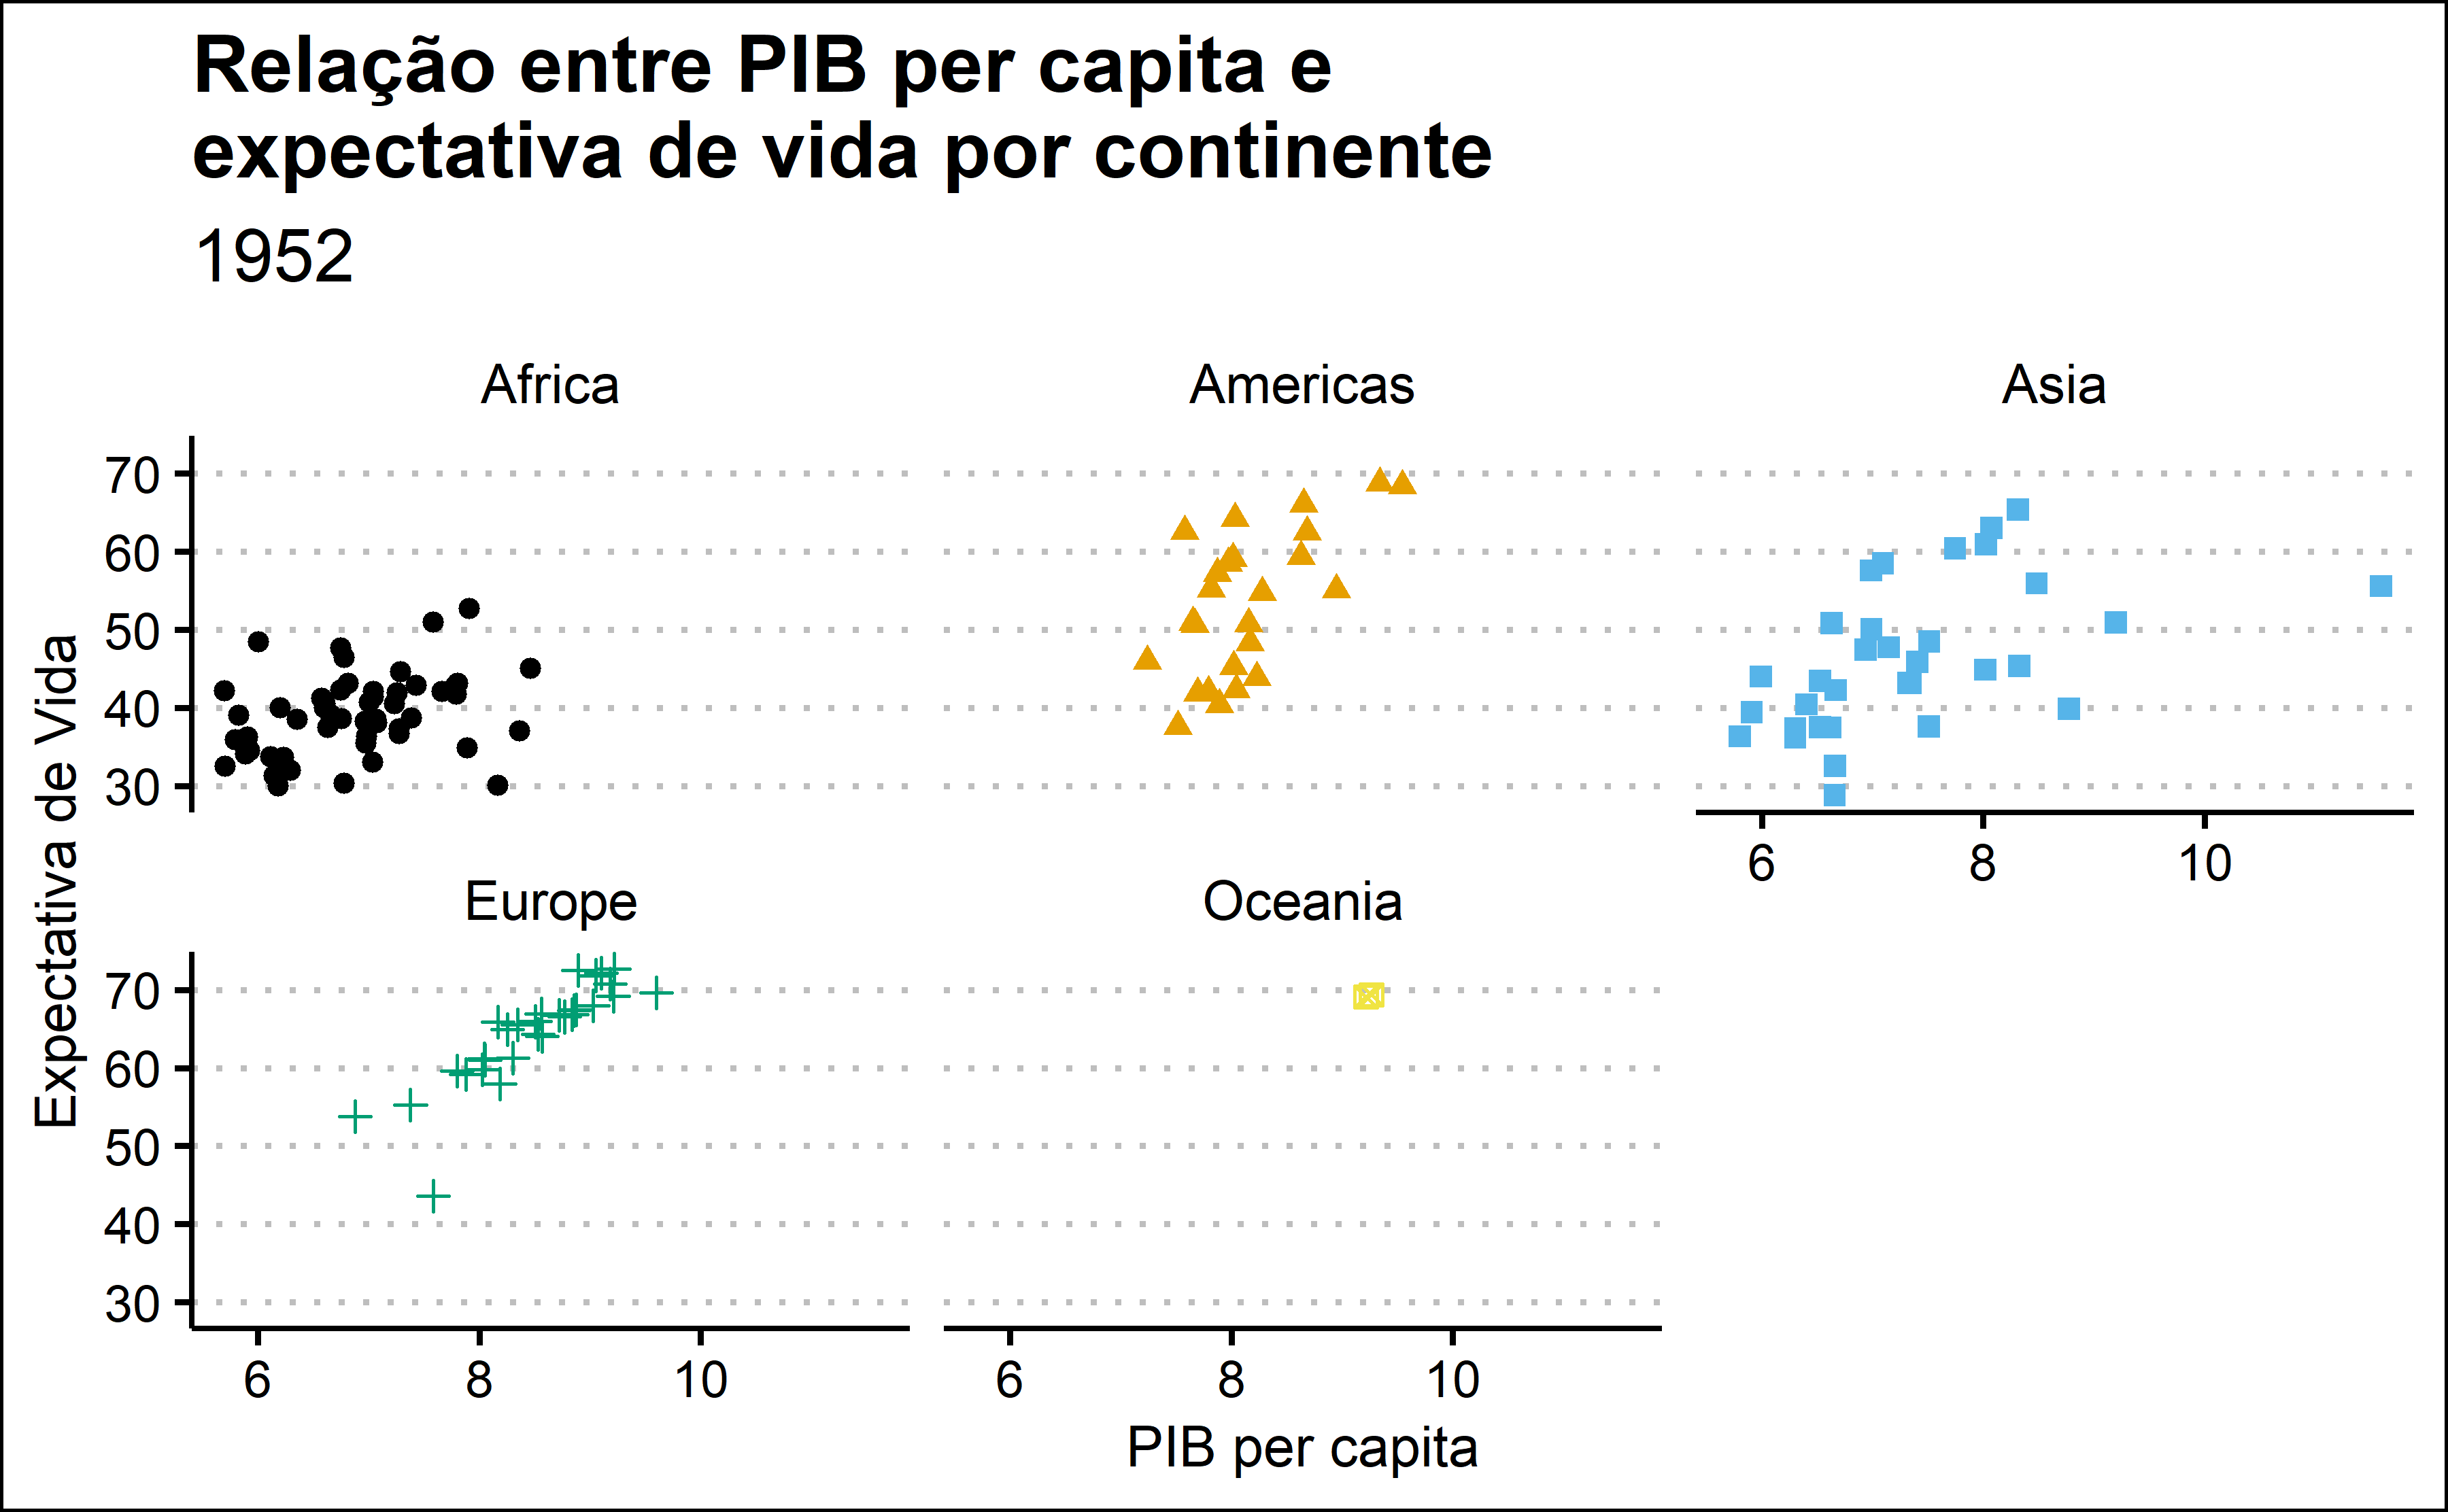 Relação entre PIB per capita e
expectativa de vida por continente
1952
Africa
Americas
Asia
70
60
50
40
30
6 8 10
Europe
Oceania
70
60
50
40
30
6 8 10
6 8 10
Expectativa de Vida
PIB per capita